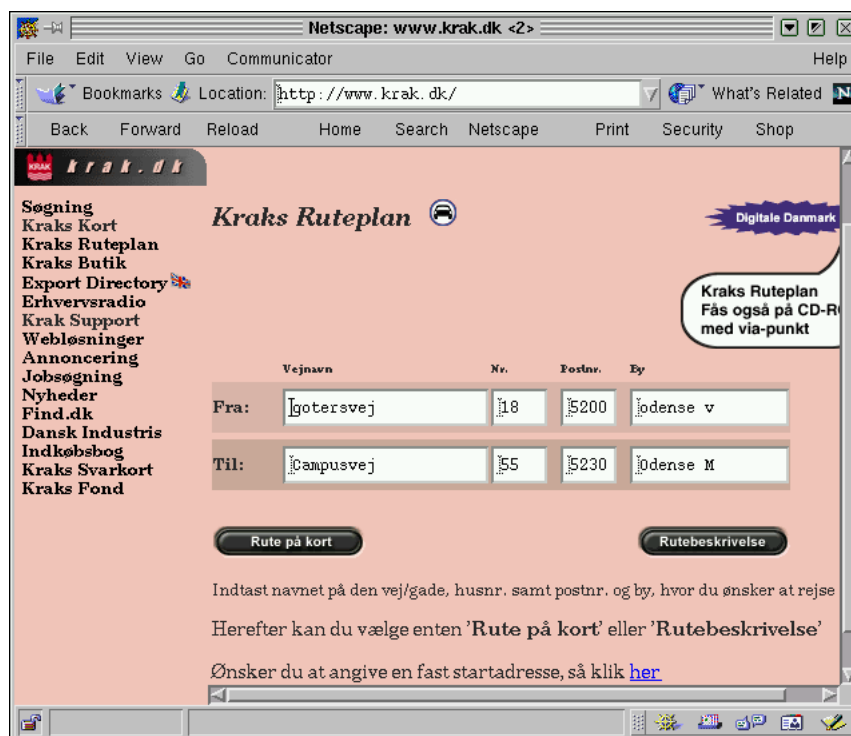 Netscape: www.krak.dk <2>
File Edit View Go Communicator Help
Bookmarks Location: http://www.krak.dk/ What's Related N
Back Forward Reload Home Search Netscape Print Security Shop
KRAK krak.dk
Søgning
Kraks Kort
Kraks Ruteplan
Kraks Butik
Export Directory
Erhvervsradio
Krak Support
Webløsninger
Annoncering
Jobsøgning
Nyheder
Find.dk
Dansk Industris
Indkøbsbog
Kraks Svarkort
Kraks Fond
Kraks Ruteplan
Digitale Danmark
Kraks Ruteplan
Fås også på CD-R
med via-punkt
Vejnavn Nr. Postnr. By
Fra: gotersvej 18 5200 odense v
Til: Campusvej 55 5230 Odense M
Rute på kort Rutebeskrivelse
Indtast navnet på den vej/gade, husnr. samt postnr. og by, hvor du ønsker at rejse
Herefter kan du vælge enten 'Rute på kort' eller 'Rutebeskrivelse'
Ønsker du at angive en fast startadresse, så klik her